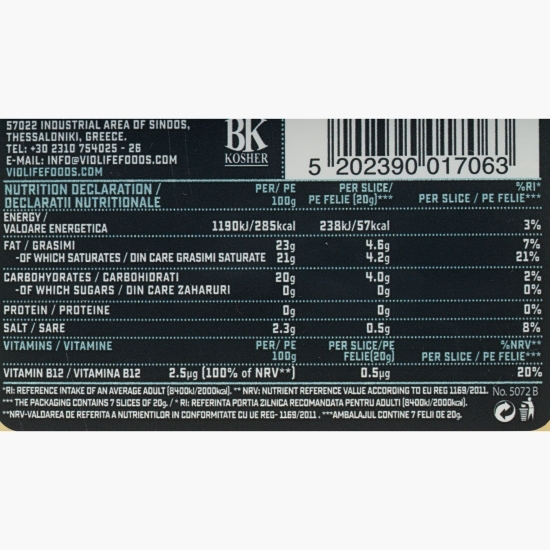 57022 INDUSTRIAL AREA OF SINDOS,
THESSALONIKI, GREECE.
TEL: +30 2310 754025 - 26
E-MAIL: INFO@VIOLIFEFOODS.COM
VIOLIFEFOODS.COM
BK
KOSHER
5 202390 017063
NUTRITION DECLARATION / PER/ PE PER SLICE/ %RI*
DECLARATII NUTRITIONALE 100g PE FELIE (20g)*** PER SLICE / PE FELIE***
ENERGY /
VALOARE ENERGETICA 1190kJ/285kcal 238kJ/57kcal 3%
FAT / GRASIMI 23g 4.6g 7%
-OF WHICH SATURATES / DIN CARE GRASIMI SATURATE 21g 4.2g 21%
CARBOHYDRATES / CARBOHIDRATI 20g 4.0g 2%
-OF WHICH SUGARS / DIN CARE ZAHARURI 0g 0g 0%
PROTEIN / PROTEINE 0g 0g 0%
SALT / SARE 2.3g 0.5g 8%
VITAMINS / VITAMINE PER/ PE PER SLICE/PE %NRV**
100g FELIE(20g) PER SLICE / PE FELIE***
VITAMIN B12 / VITAMINA B12 2.5µg (100% OF NRV**) 0.5µg 20%
*RI: REFERENCE INTAKE OF AN AVERAGE ADULT (8400kJ/2000kcal). ** NRV: NUTRIENT REFERENCE VALUE ACCORDING TO EU REG 1169/2011. No. 5072 B
*** THE PACKAGING CONTAINS 7 SLICES OF 20g. / * RI: REFERINTA PORTIA ZILNICA RECOMANDATA PENTRU ADULTI (8400kJ/2000kcal).
**NRV-VALOAREA DE REFERITA A NUTRIENTILOR IN CONFORMITATE CU UE REG- 1169/2011 . ***AMBALAJUL CONTINE 7 FELII DE 20g.